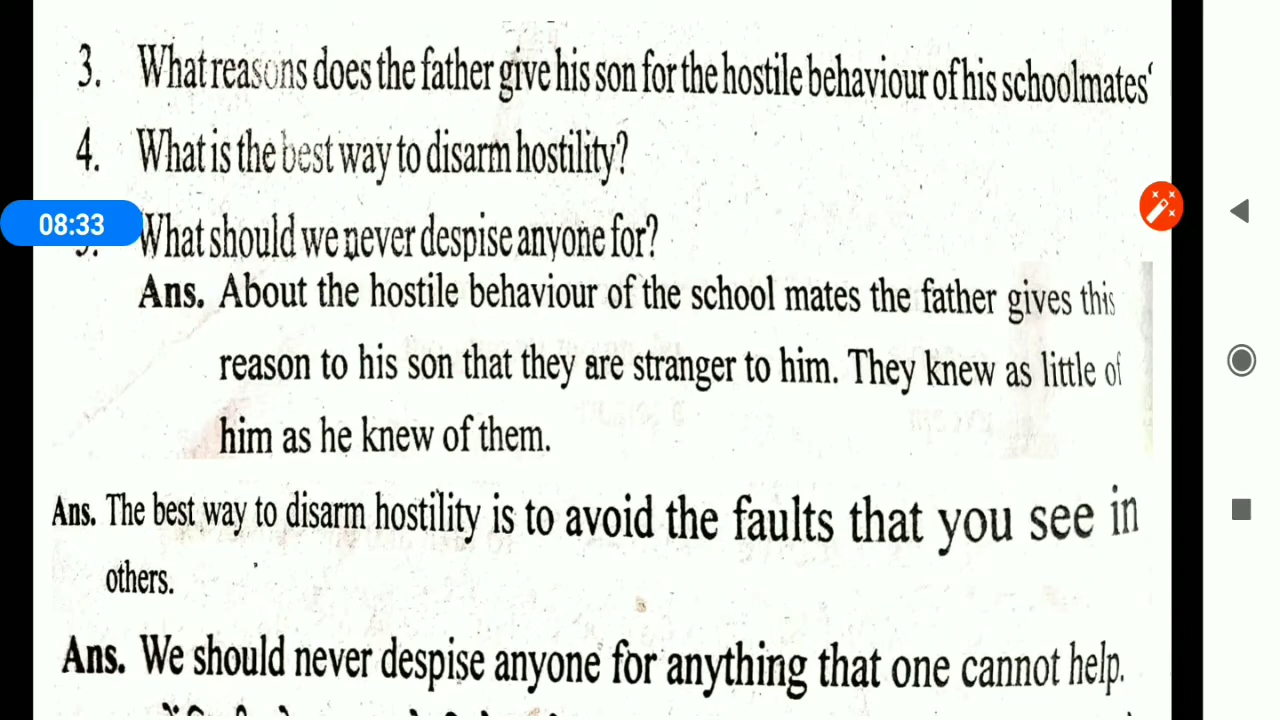 3. What reasons does the father give his son for the hostile behaviour of his schoolmates'
4. What is the best way to disarm hostility?
08:33
What should we never despise anyone for?
Ans. About the hostile behaviour of the school mates the father gives this
reason to his son that they are stranger to him. They knew as little of
him as he knew of them.
Ans. The best way to disarm hostility is to avoid the faults that you see in
others.
Ans. We should never despise anyone for anything that one cannot help.